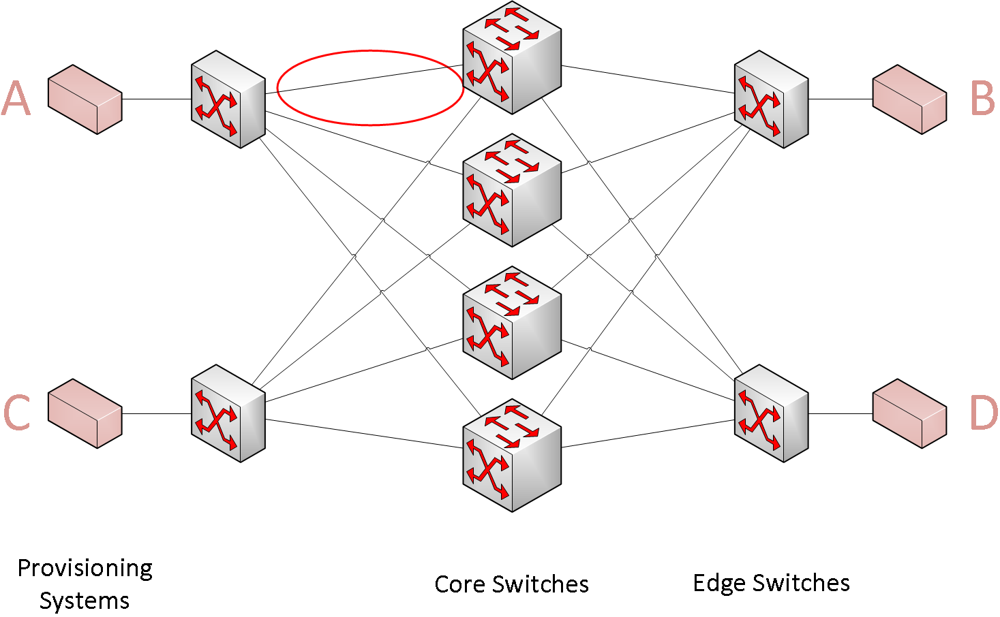 A
B
C
D
Provisioning
Systems
Core Switches
Edge Switches